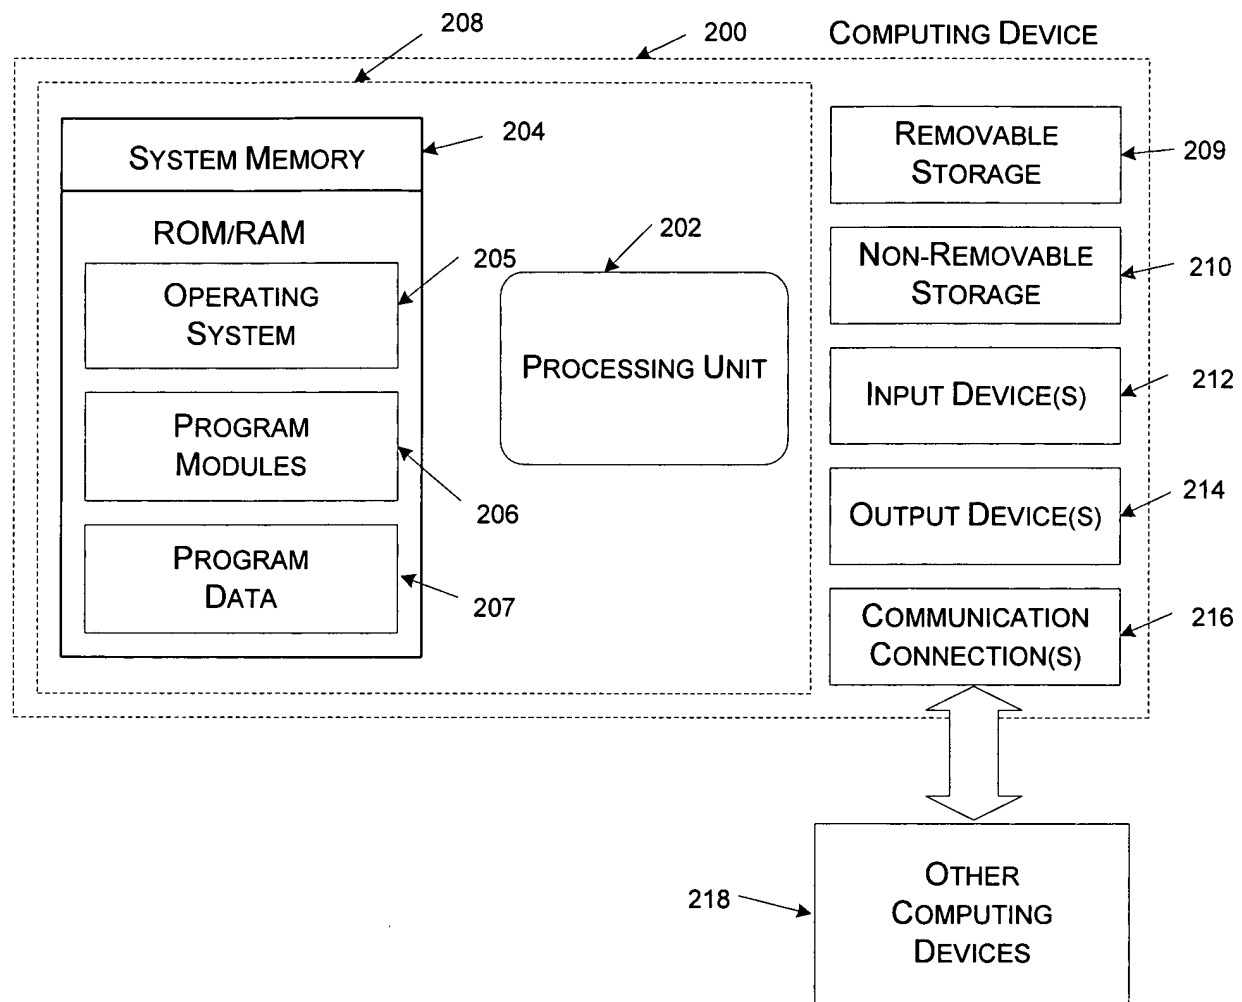 208
200
COMPUTING DEVICE
204
SYSTEM MEMORY
ROM/RAM
205
OPERATING
SYSTEM
PROGRAM
MODULES
206
PROGRAM
DATA
207
202
PROCESSING UNIT
REMOVABLE
STORAGE
209
NON-REMOVABLE
STORAGE
210
INPUT DEVICE(S)
212
OUTPUT DEVICE(S)
214
COMMUNICATION
CONNECTION(S)
216
218
OTHER
COMPUTING
DEVICES